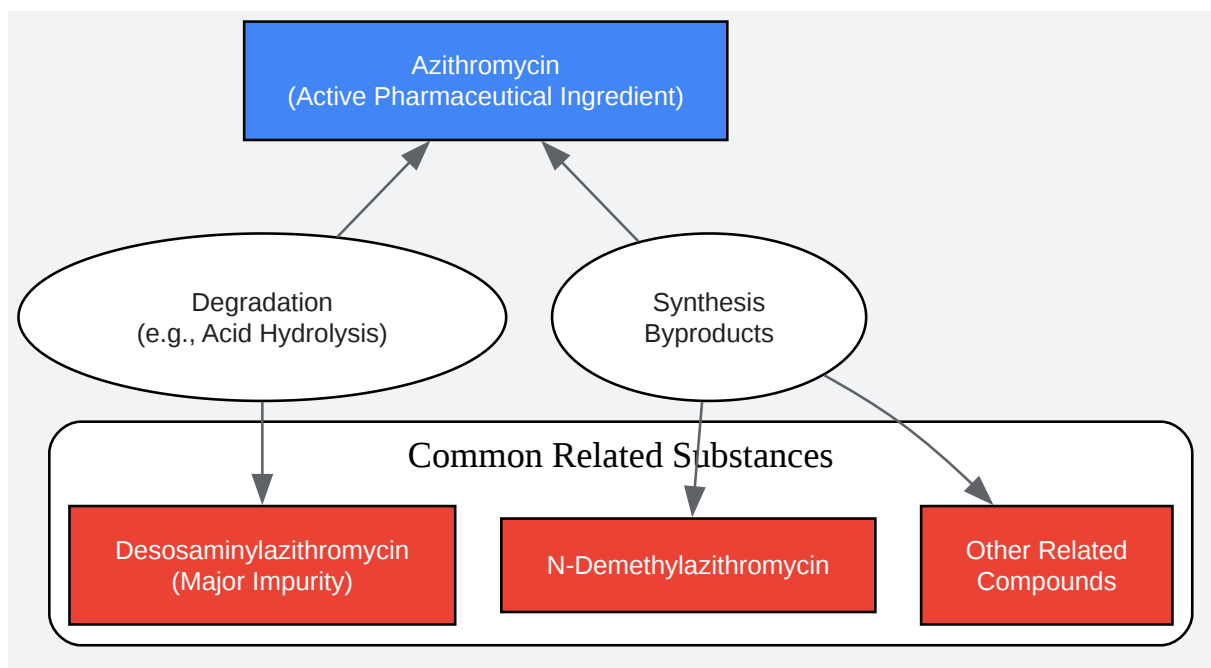 Azithromycin
(Active Pharmaceutical Ingredient)
Degradation
(e.g., Acid Hydrolysis)
Synthesis
Byproducts
Common Related Substances
Desosaminylazithromycin
(Major Impurity)
N-Demethylazithromycin
Other Related
Compounds